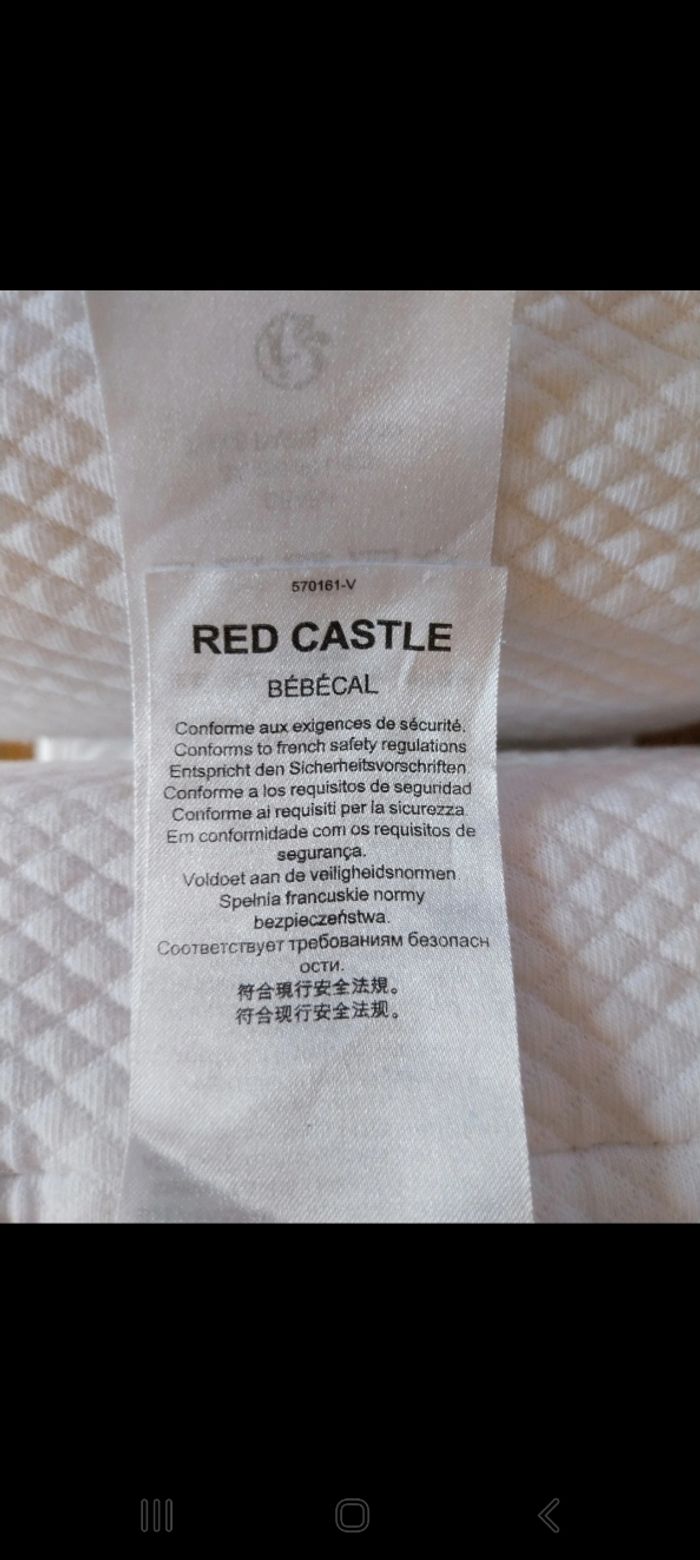 570161-V
RED CASTLE
BÉBÉCAL
Conforme aux exigences de sécurité.
Conforms to french safety regulations
Entspricht den Sicherheitsvorschriften
Conforme a los requisitos de seguridad
Conforme ai requisiti per la sicurezza
Em conformidade com os requisitos de
segurança.
Voldoet aan de veiligheidsnormen
Spełnia francuskie normy
bezpieczeństwa.
Соответствует требованиям безопасн
ости.
符合現行安全法規。
符合现行安全法规。